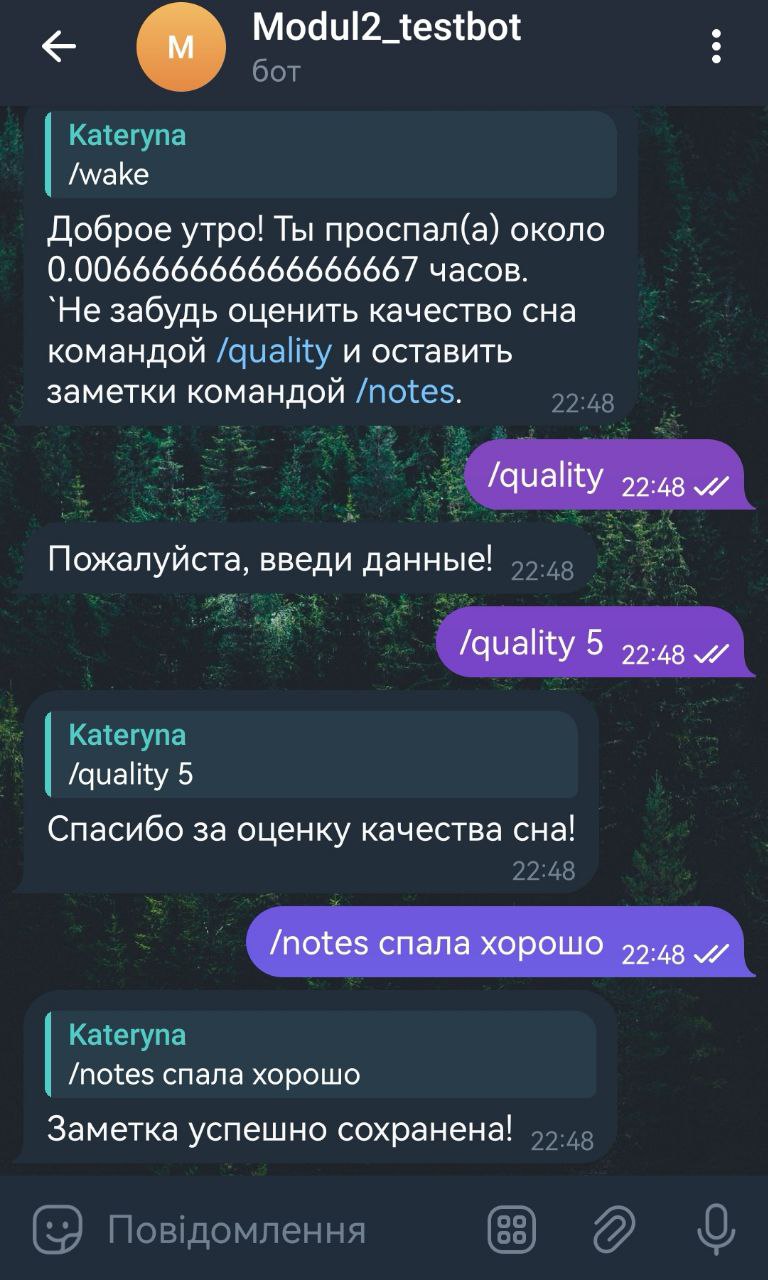 M
Modul2_testbot
бот
Kateryna
/wake
Доброе утро! Ты проспал(а) около
0.006666666666666667 часов.
`Не забудь оценить качество сна
командой /quality и оставить
заметки командой /notes.
22:48
/quality 22:48
Пожалуйста, введи данные! 22:48
/quality 5 22:48
Kateryna
/quality 5
Спасибо за оценку качества сна!
22:48
/notes спала хорошо 22:48
Kateryna
/notes спала хорошо
Заметка успешно сохранена! 22:48
Повідомлення